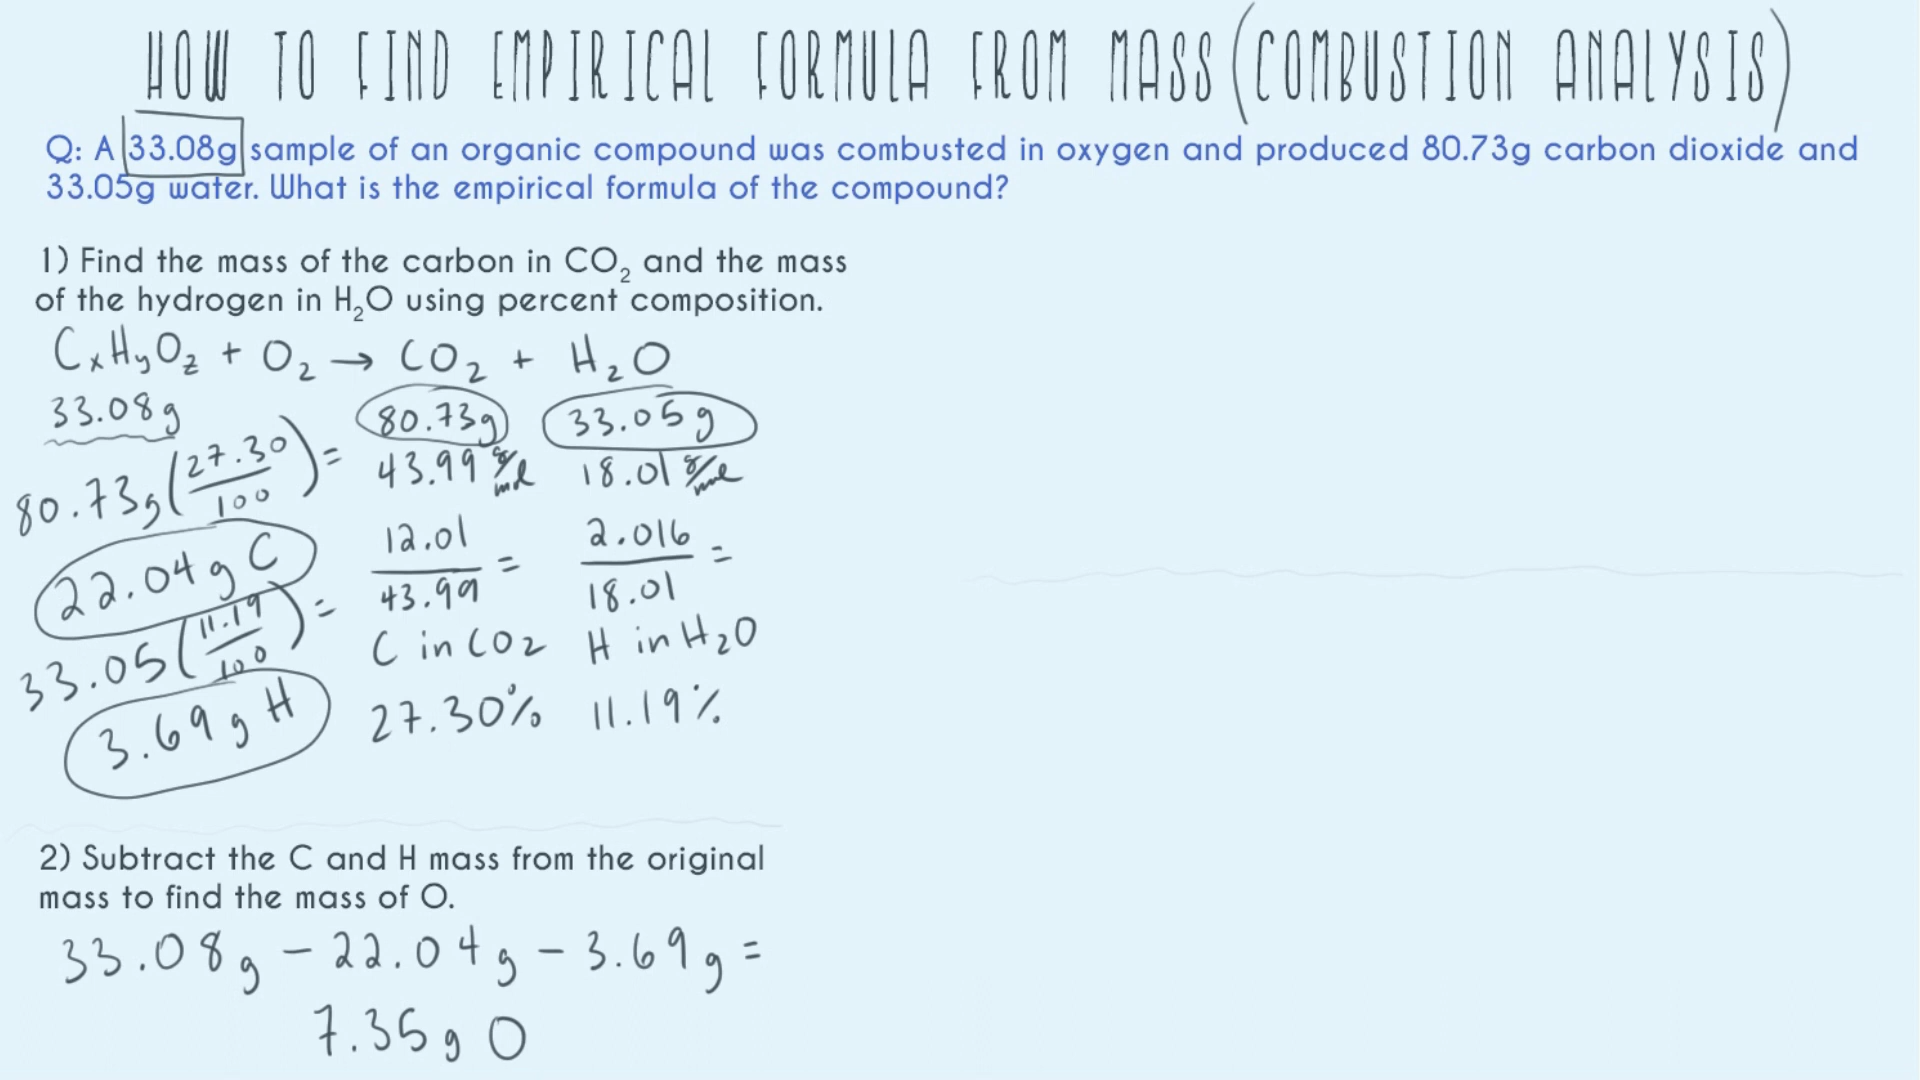 HOW TO FIND EMPIRICAL FORMULA FROM MASS (COMBUSTION ANALYSIS)
Q: A 33.08g sample of an organic compound was combusted in oxygen and produced 80.73g carbon dioxide and
33.05g water. What is the empirical formula of the compound?
1) Find the mass of the carbon in CO₂ and the mass
of the hydrogen in H₂O using percent composition.
CxHyOz + O₂ → CO₂ + H₂O
33.08g 80.73g 33.05g
80.73g(27.30/100)= 43.99 g/mol 18.01 g/mol
22.04g C 12.01/43.99 = 2.016/18.01 =
33.05(11.19/100)= C in CO2 H in H₂O
3.69g H 27.30% 11.19%
2) Subtract the C and H mass from the original
mass to find the mass of O.
33.08g - 22.04g - 3.69g =
7.35g O